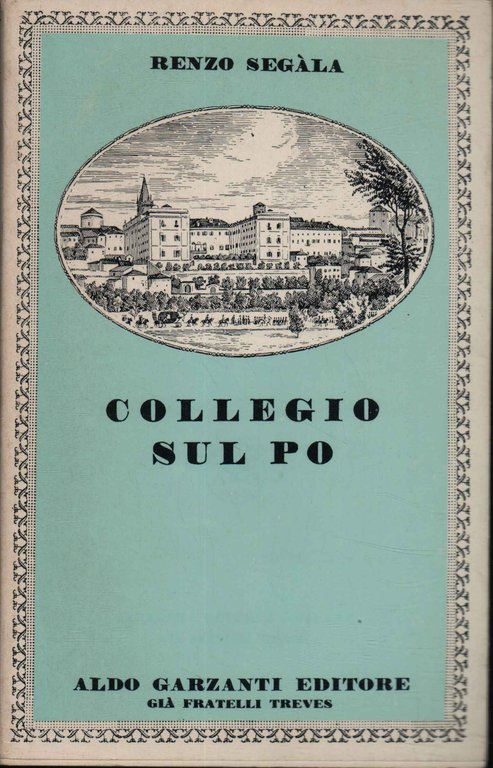 RENZO SEGÀLA
COLLEGIO
SUL PO
ALDO GARZANTI EDITORE
GIÀ FRATELLI TREVES